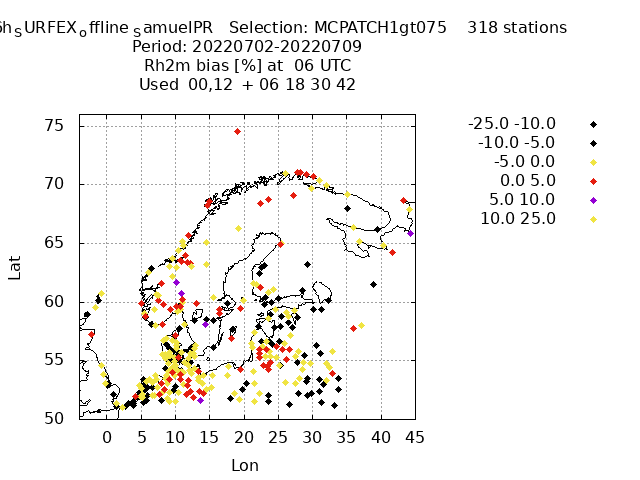 6h SURFEXoffline SamuelPR Selection: MCPATCH1gt075 318 stations
Period: 20220702-20220709
Rh2m bias [%] at 06 UTC
Used 00,12 + 06 18 30 42
-25.0 -10.0
-10.0 -5.0
-5.0 0.0
0.0 5.0
5.0 10.0
10.0 25.0
75
70
65
60
55
50
Lat
0 5 10 15 20 25 30 35 40 45
Lon